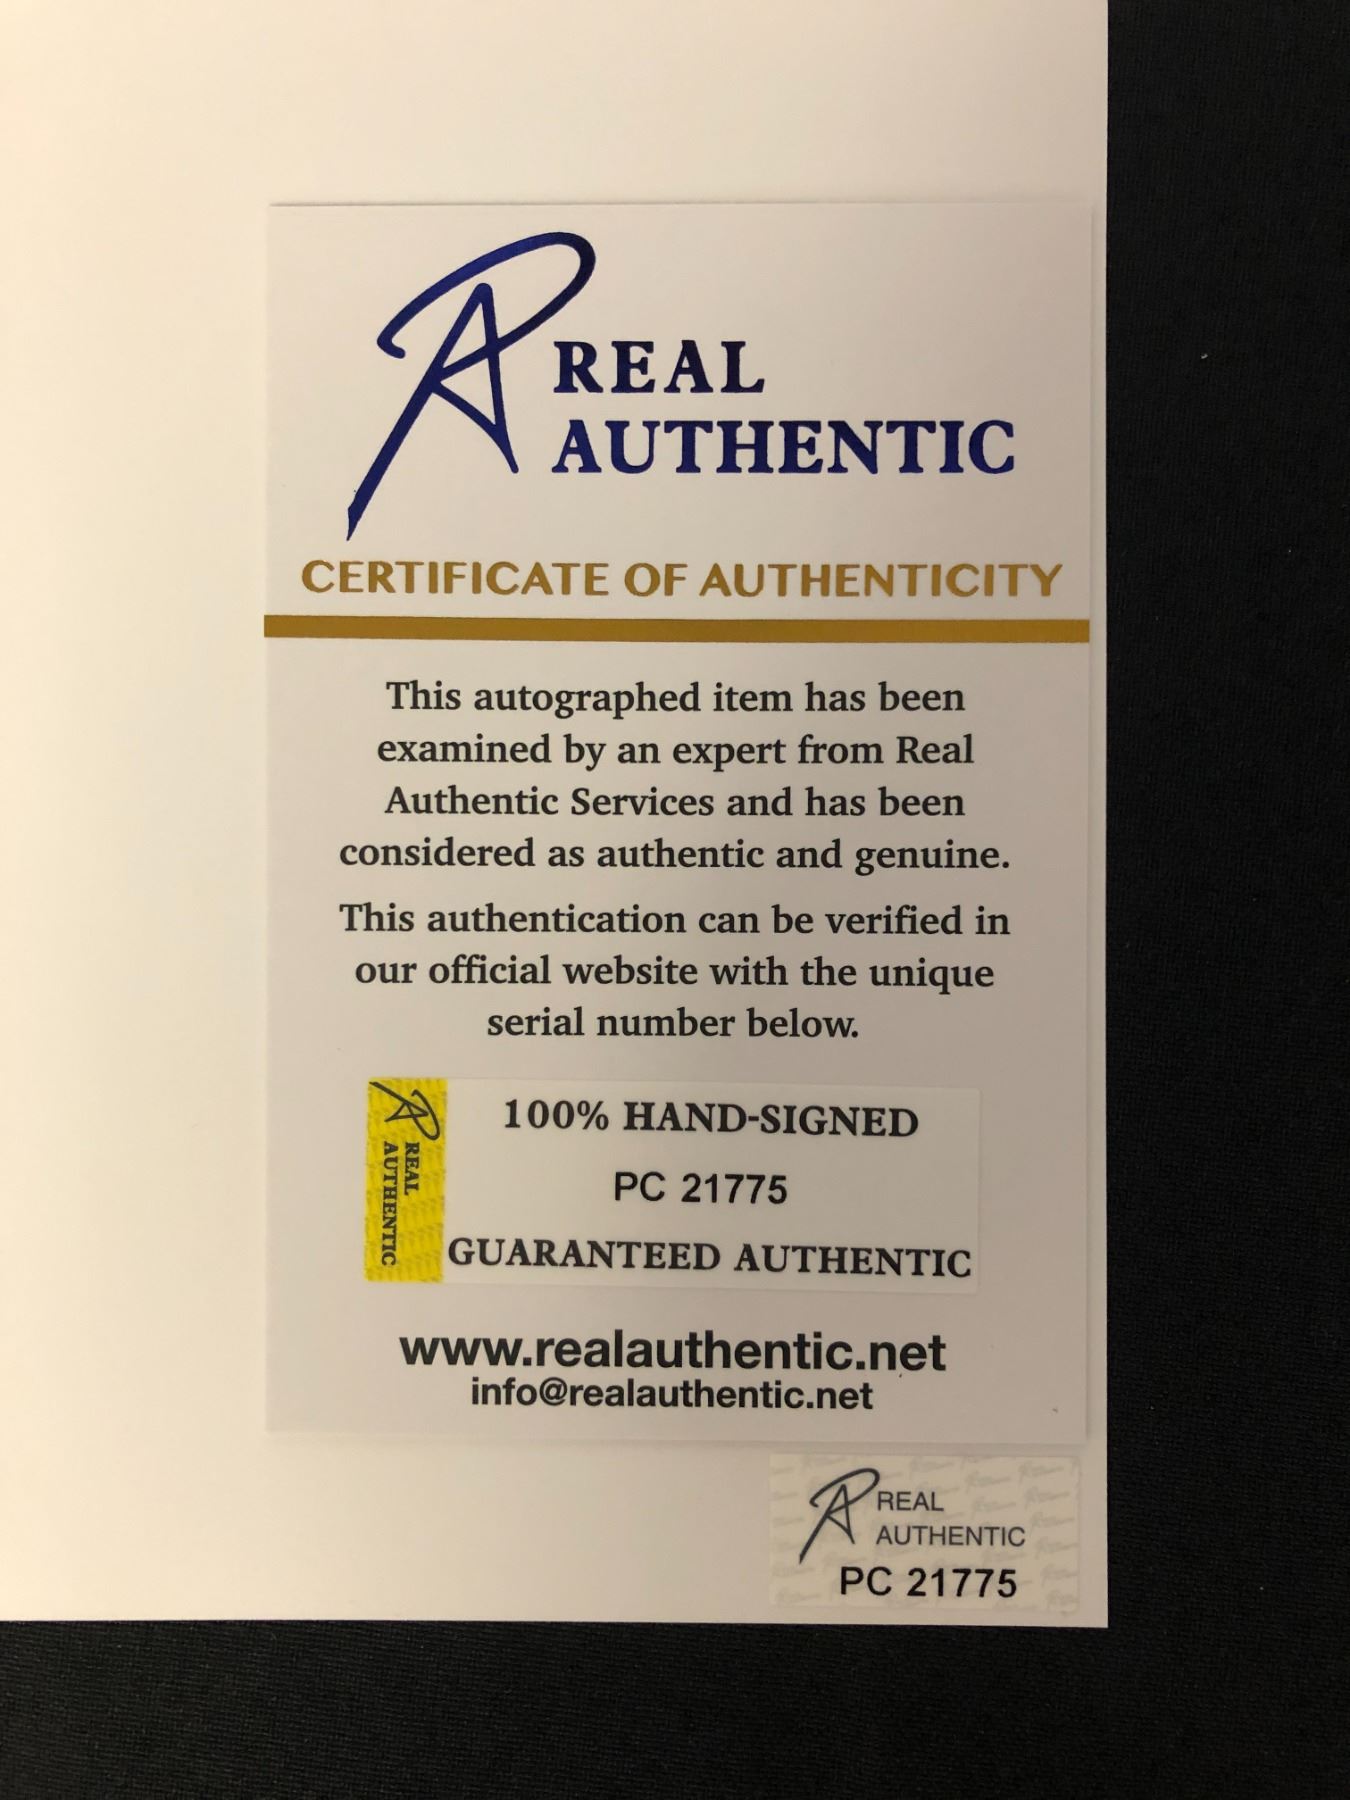 REAL
AUTHENTIC
CERTIFICATE OF AUTHENTICITY
This autographed item has been
examined by an expert from Real
Authentic Services and has been
considered as authentic and genuine.
This authentication can be verified in
our official website with the unique
serial number below.
REAL
AUTHENTIC
100% HAND-SIGNED
PC 21775
GUARANTEED AUTHENTIC
www.realauthentic.net
info@realauthentic.net
REAL
AUTHENTIC
PC 21775